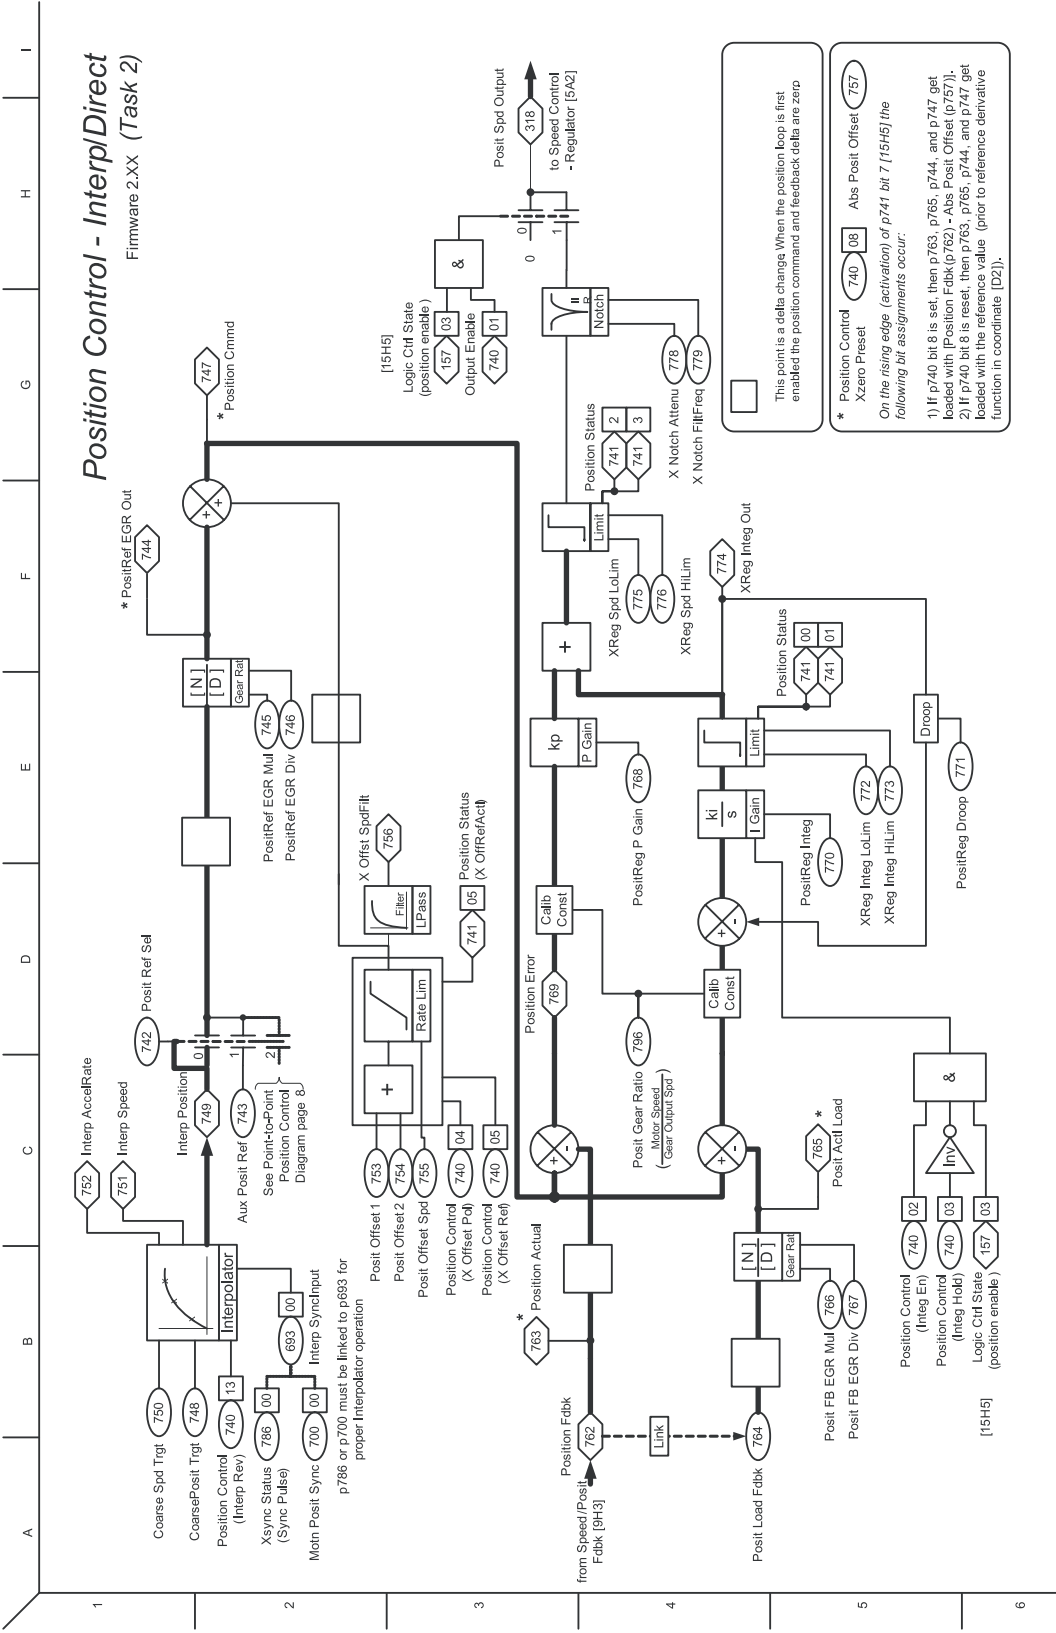 Position Control - Interp/Direct
Firmware 2.XX (Task 2)
A
B
C
D
E
F
G
H
I
1
2
3
4
5
6
752
Interp AccelRate
751
Interp Speed
Coarse Spd Trgt
750
CoarsePosit Trgt
748
Position Control
(Interp Rev)
740
13
Interpolator
Xsync Status
(Sync Pulse)
786
00
Motn Posit Sync
700
00
693
00
Interp SyncInput
p786 or p700 must be linked to p693 for
proper Interpolator operation
Interp Position
749
742
Posit Ref Sel
0
1
2
Aux Posit Ref
743
See Point-to-Point
Position Control
Diagram page 8
[ N ]
[ D ]
Gear Rat
PositRef EGR Mul
745
PositRef EGR Div
746
* PositRef EGR Out
744
+
+
747
* Position Cmmd
Posit Offset 1
753
Posit Offset 2
754
Posit Offset Spd
755
Position Control
(X Offset Pol)
740
04
Position Control
(X Offset Ref)
740
05
+
Rate Lim
Filter
LPass
X Offst SpdFilt
756
741
05
Position Status
(X OffRefActl)
from Speed/Posit
Fdbk [9H3]
Position Fdbk
762
*
763
Position Actual
Link
Posit Load Fdbk
764
+
-
Position Error
769
Calib
Const
kp
P Gain
PositReg P Gain
768
+
Limit
XReg Spd LoLim
775
XReg Spd HiLim
776
Position Status
741
2
741
3
Notch
R
X Notch Attenu
778
X Notch FiltFreq
779
[15H5]
Logic Ctrl State
(position enable )
157
03
Output Enable
740
01
&
0
1
0
Posit Spd Output
318
to Speed Control
- Regulator [5A2]
Posit Gear Ratio
796
( Motor Speed
Gear Output Spd )
[ N ]
[ D ]
Gear Rat
Posit FB EGR Mul
766
Posit FB EGR Div
767
765
*
Posit Actl Load
+
-
Calib
Const
+
-
ki
s
I Gain
PositReg Integ
770
Limit
XReg Integ LoLim
772
XReg Integ HiLim
773
Position Status
741
00
741
01
774
XReg Integ Out
Droop
PositReg Droop
771
Position Control
(Integ En)
740
02
Position Control
(Integ Hold)
740
03
Logic Ctrl State
(position enable )
157
03
[15H5]
Inv
&
This point is a delta change. When the position loop is first
enabled the position command and feedback delta are zero
* Position Control
Xzero Preset
740
08
Abs Posit Offset
757
On the rising edge (activation) of p741 bit 7 [15H5] the
following bit assignments occur:
1) If p740 bit 8 is set, then p763, p765, p744, and p747 get
loaded with [Position Fdbk(p762) - Abs Posit Offset (p757)].
2) If p740 bit 8 is reset, then p763, p765, p744, and p747 get
loaded with the reference value (prior to reference derivative
function in coordinate [D2]).